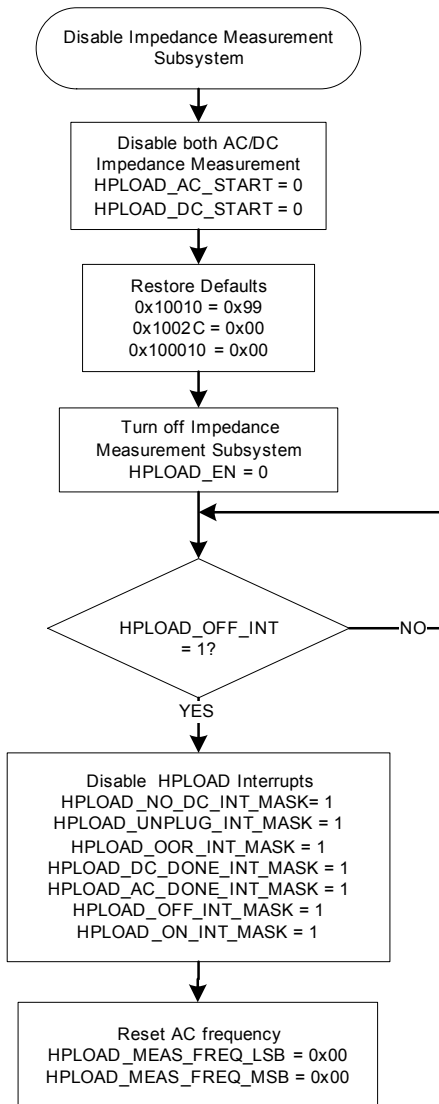 Disable Impedance Measurement
Subsystem
Disable both AC/DC
Impedance Measurement
HPLOAD_AC_START = 0
HPLOAD_DC_START = 0
Restore Defaults
0x10010 = 0x99
0x1002C = 0x00
0x100010 = 0x00
Turn off Impedance
Measurement Subsystem
HPLOAD_EN = 0
HPLOAD_OFF_INT
= 1?
NO
YES
Disable HPLOAD Interrupts
HPLOAD_NO_DC_INT_MASK= 1
HPLOAD_UNPLUG_INT_MASK = 1
HPLOAD_OOR_INT_MASK = 1
HPLOAD_DC_DONE_INT_MASK = 1
HPLOAD_AC_DONE_INT_MASK = 1
HPLOAD_OFF_INT_MASK = 1
HPLOAD_ON_INT_MASK = 1
Reset AC frequency
HPLOAD_MEAS_FREQ_LSB = 0x00
HPLOAD_MEAS_FREQ_MSB = 0x00